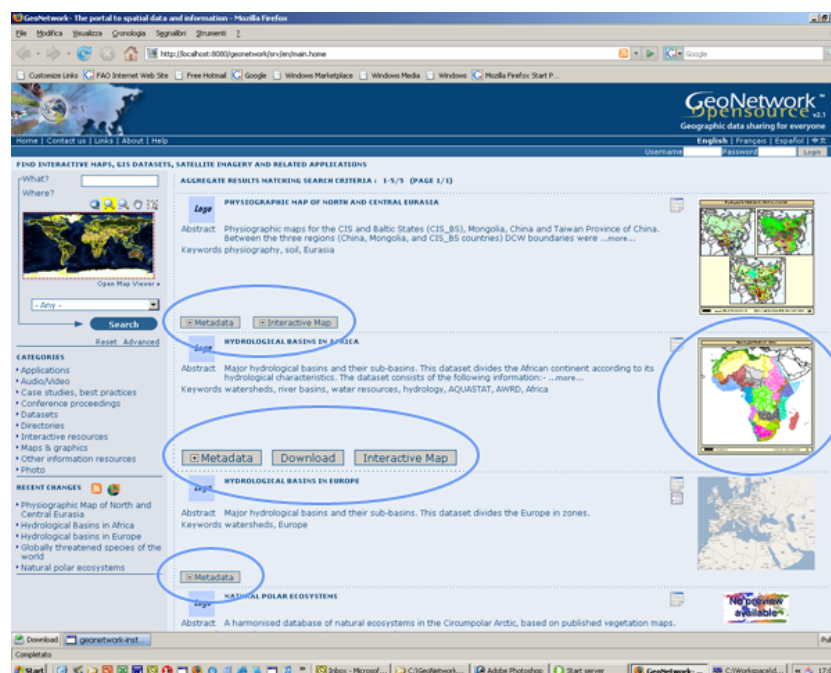 GeoNetwork - The portal to spatial data and information - Mozilla Firefox
File Modifica Visualizza Cronologia Segnalibri Strumenti ?
http://localhost:8080/geonetwork/srv/en/main.home
Google
Customize Links FAO Internet Web Site Free Hotmail Google Windows Marketplace Windows Media Windows Mozilla Firefox Start P...
GeoNetwork
Opensource v2.1
Geographic data sharing for everyone
Home | Contact us | Links | About | Help
English | Français | Español | 中文
Username Password Login
FIND INTERACTIVE MAPS, GIS DATASETS, SATELLITE IMAGERY AND RELATED APPLICATIONS
What?
Where?
Open Map Viewer
- Any -
Search
Reset Advanced
CATEGORIES
Applications
Audio/Video
Case studies, best practices
Conference proceedings
Datasets
Directories
Interactive resources
Maps & graphics
Other information resources
Photo
RECENT CHANGES
Physiographic Map of North and
Central Eurasia
Hydrological Basins in Africa
Hydrological basins in Europe
Globally threatened species of the
world
Natural polar ecosystems
AGGREGATE RESULTS MATCHING SEARCH CRITERIA : 1-5/5 (PAGE 1/1)
Logo
PHYSIOGRAPHIC MAP OF NORTH AND CENTRAL EURASIA
Abstract Physiographic maps for the CIS and Baltic States (CIS_BS), Mongolia, China and Taiwan Province of China.
Between the three regions (China, Mongolia, and CIS_BS countries) DCW boundaries were ...more...
Keywords physiography, soil, Eurasia
Metadata Interactive Map
Logo
HYDROLOGICAL BASINS IN AFRICA
Abstract Major hydrological basins and their sub-basins. This dataset divides the African continent according to its
hydrological characteristics. The dataset consists of the following information:- ...more...
Keywords watersheds, river basins, water resources, hydrology, AQUASTAT, AWRD, Africa
Metadata Download Interactive Map
Logo
HYDROLOGICAL BASINS IN EUROPE
Abstract Major hydrological basins and their sub-basins. This dataset divides the Europe in zones.
Keywords watersheds, Europe
Metadata
Logo
NATURAL POLAR ECOSYSTEMS
No preview
available
Abstract A harmonised database of natural ecosystems in the Circumpolar Arctic, based on published vegetation maps.
Download geonetwork-inst...
Completato
Start Inbox - Microsof... C:\GeoNetwork... Adobe Photoshop Start server GeoNetwork- ... C:\Workspace\d...